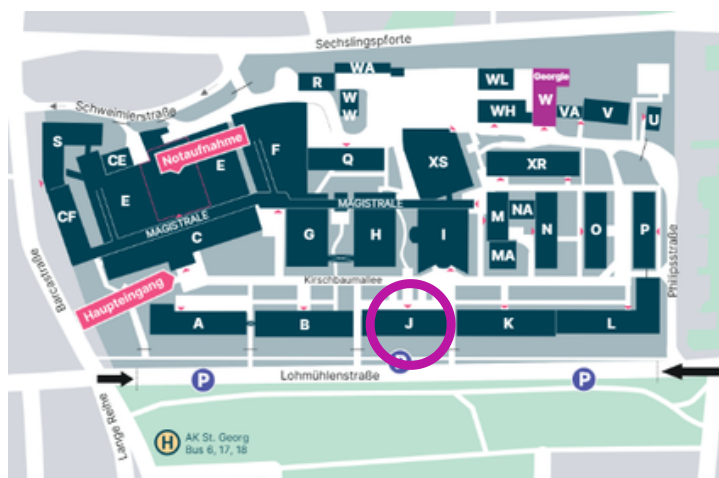 Sechslingspforte
WA
R
W
W
WL
Georgie
W
WH
VA
V
U
Schweimlerstraße
S
CE
Notaufnahme
F
E
E
CF
MAGISTRALE
C
Q
XS
XR
MAGISTRALE
G
H
I
M
NA
MA
N
O
P
Kirschbaumallee
Haupteingang
Barcastraße
Philipsstraße
A
B
J
K
L
P
P
Lohmühlenstraße
Lange Reihe
H
AK St. Georg
Bus 6, 17, 18